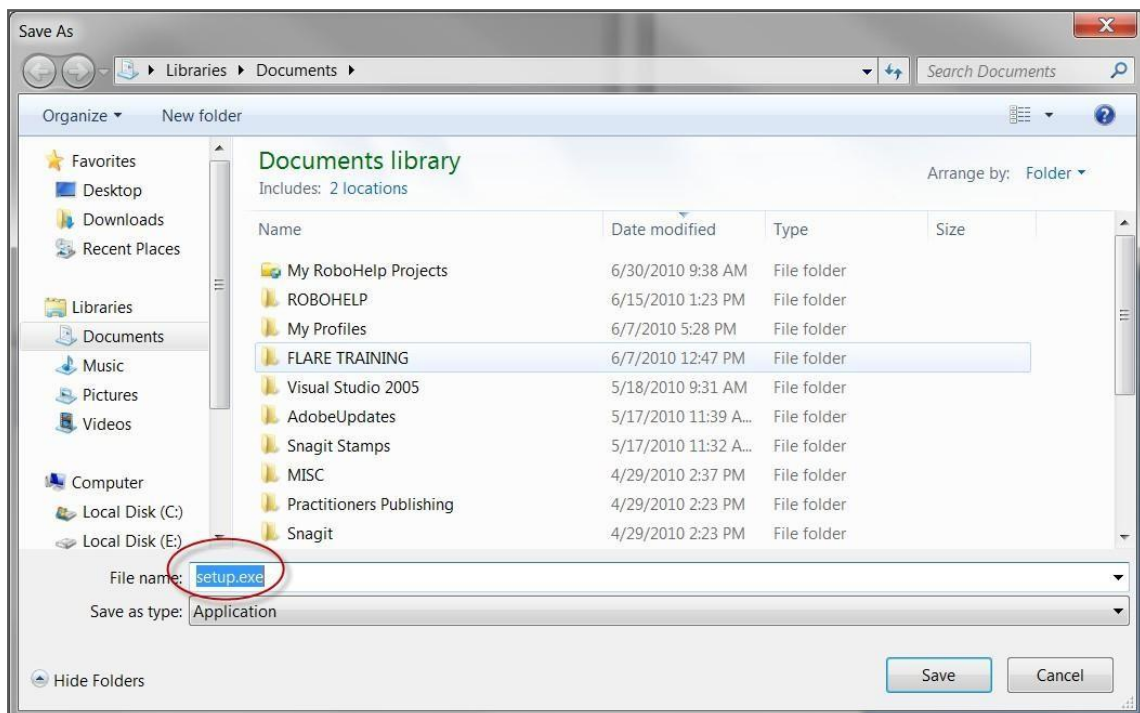 Save As
Libraries Documents
Search Documents
Organize New folder
Favorites
Desktop
Downloads
Recent Places
Libraries
Documents
Music
Pictures
Videos
Computer
Local Disk (C:)
Local Disk (E:)
Documents library
Includes: 2 locations
Arrange by: Folder
Name Date modified Type Size
My RoboHelp Projects 6/30/2010 9:38 AM File folder
ROBOHELP 6/15/2010 1:23 PM File folder
My Profiles 6/7/2010 5:28 PM File folder
FLARE TRAINING 6/7/2010 12:47 PM File folder
Visual Studio 2005 5/18/2010 9:31 AM File folder
AdobeUpdates 5/17/2010 11:39 A... File folder
Snagit Stamps 5/17/2010 11:32 A... File folder
MISC 4/29/2010 2:37 PM File folder
Practitioners Publishing 4/29/2010 2:23 PM File folder
Snagit 4/29/2010 2:23 PM File folder
File name: setup.exe
Save as type: Application
Hide Folders
Save Cancel